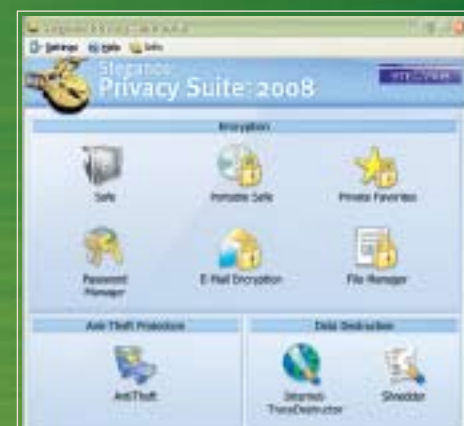 Settings Help Info
Steganos
Privacy Suite: 2008
Encryption
Safe Portable Safe Private Favorites
Password E-Mail Encryption File Manager
Manager
Anti-Theft Protection Data Destruction
AntiTheft Internet Shredder
TraceDestructor